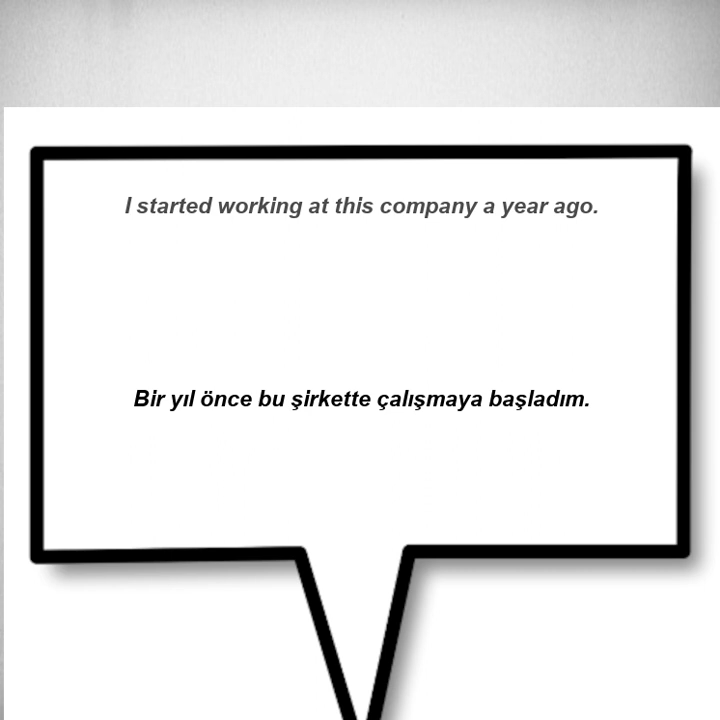 I started working at this company a year ago.
Bir yıl önce bu şirkette çalışmaya başladım.